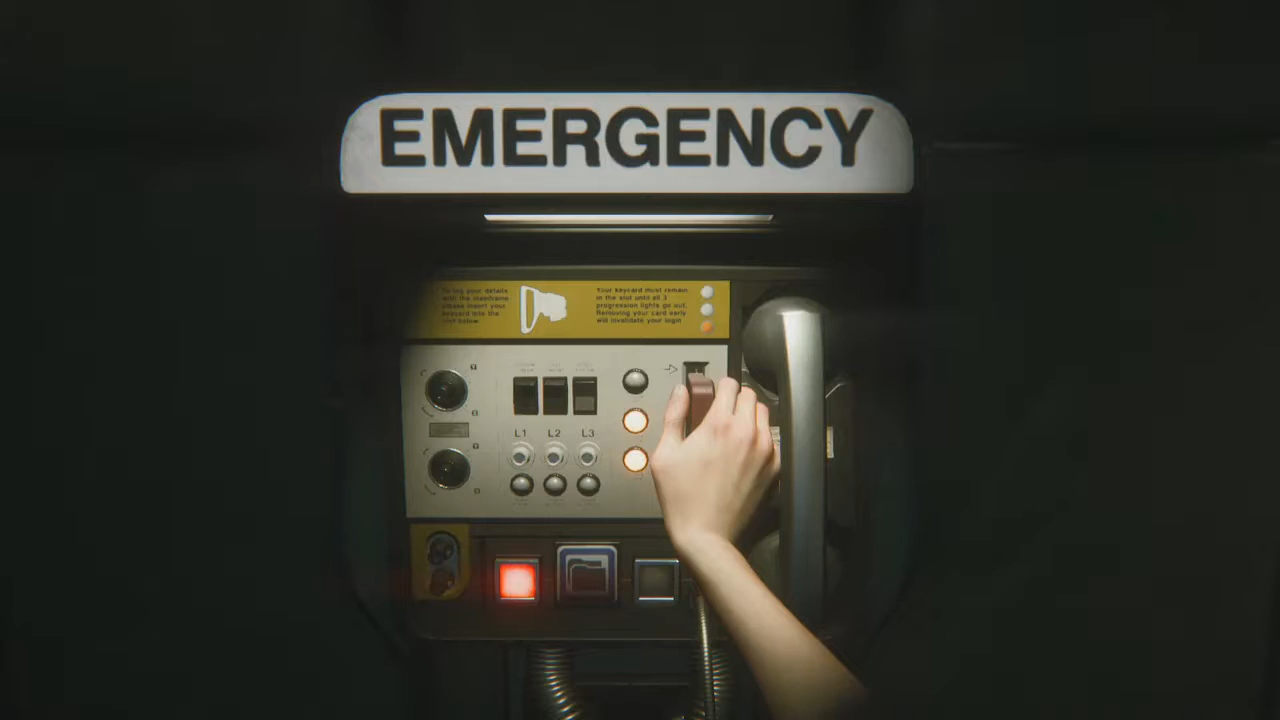 EMERGENCY
To log your details
with the mainframe
please insert your
keycard into the
slot below
Your keycard must remain
in the slot until all 3
progression lights go out.
Removing your card early
will invalidate your login
L1 L2 L3